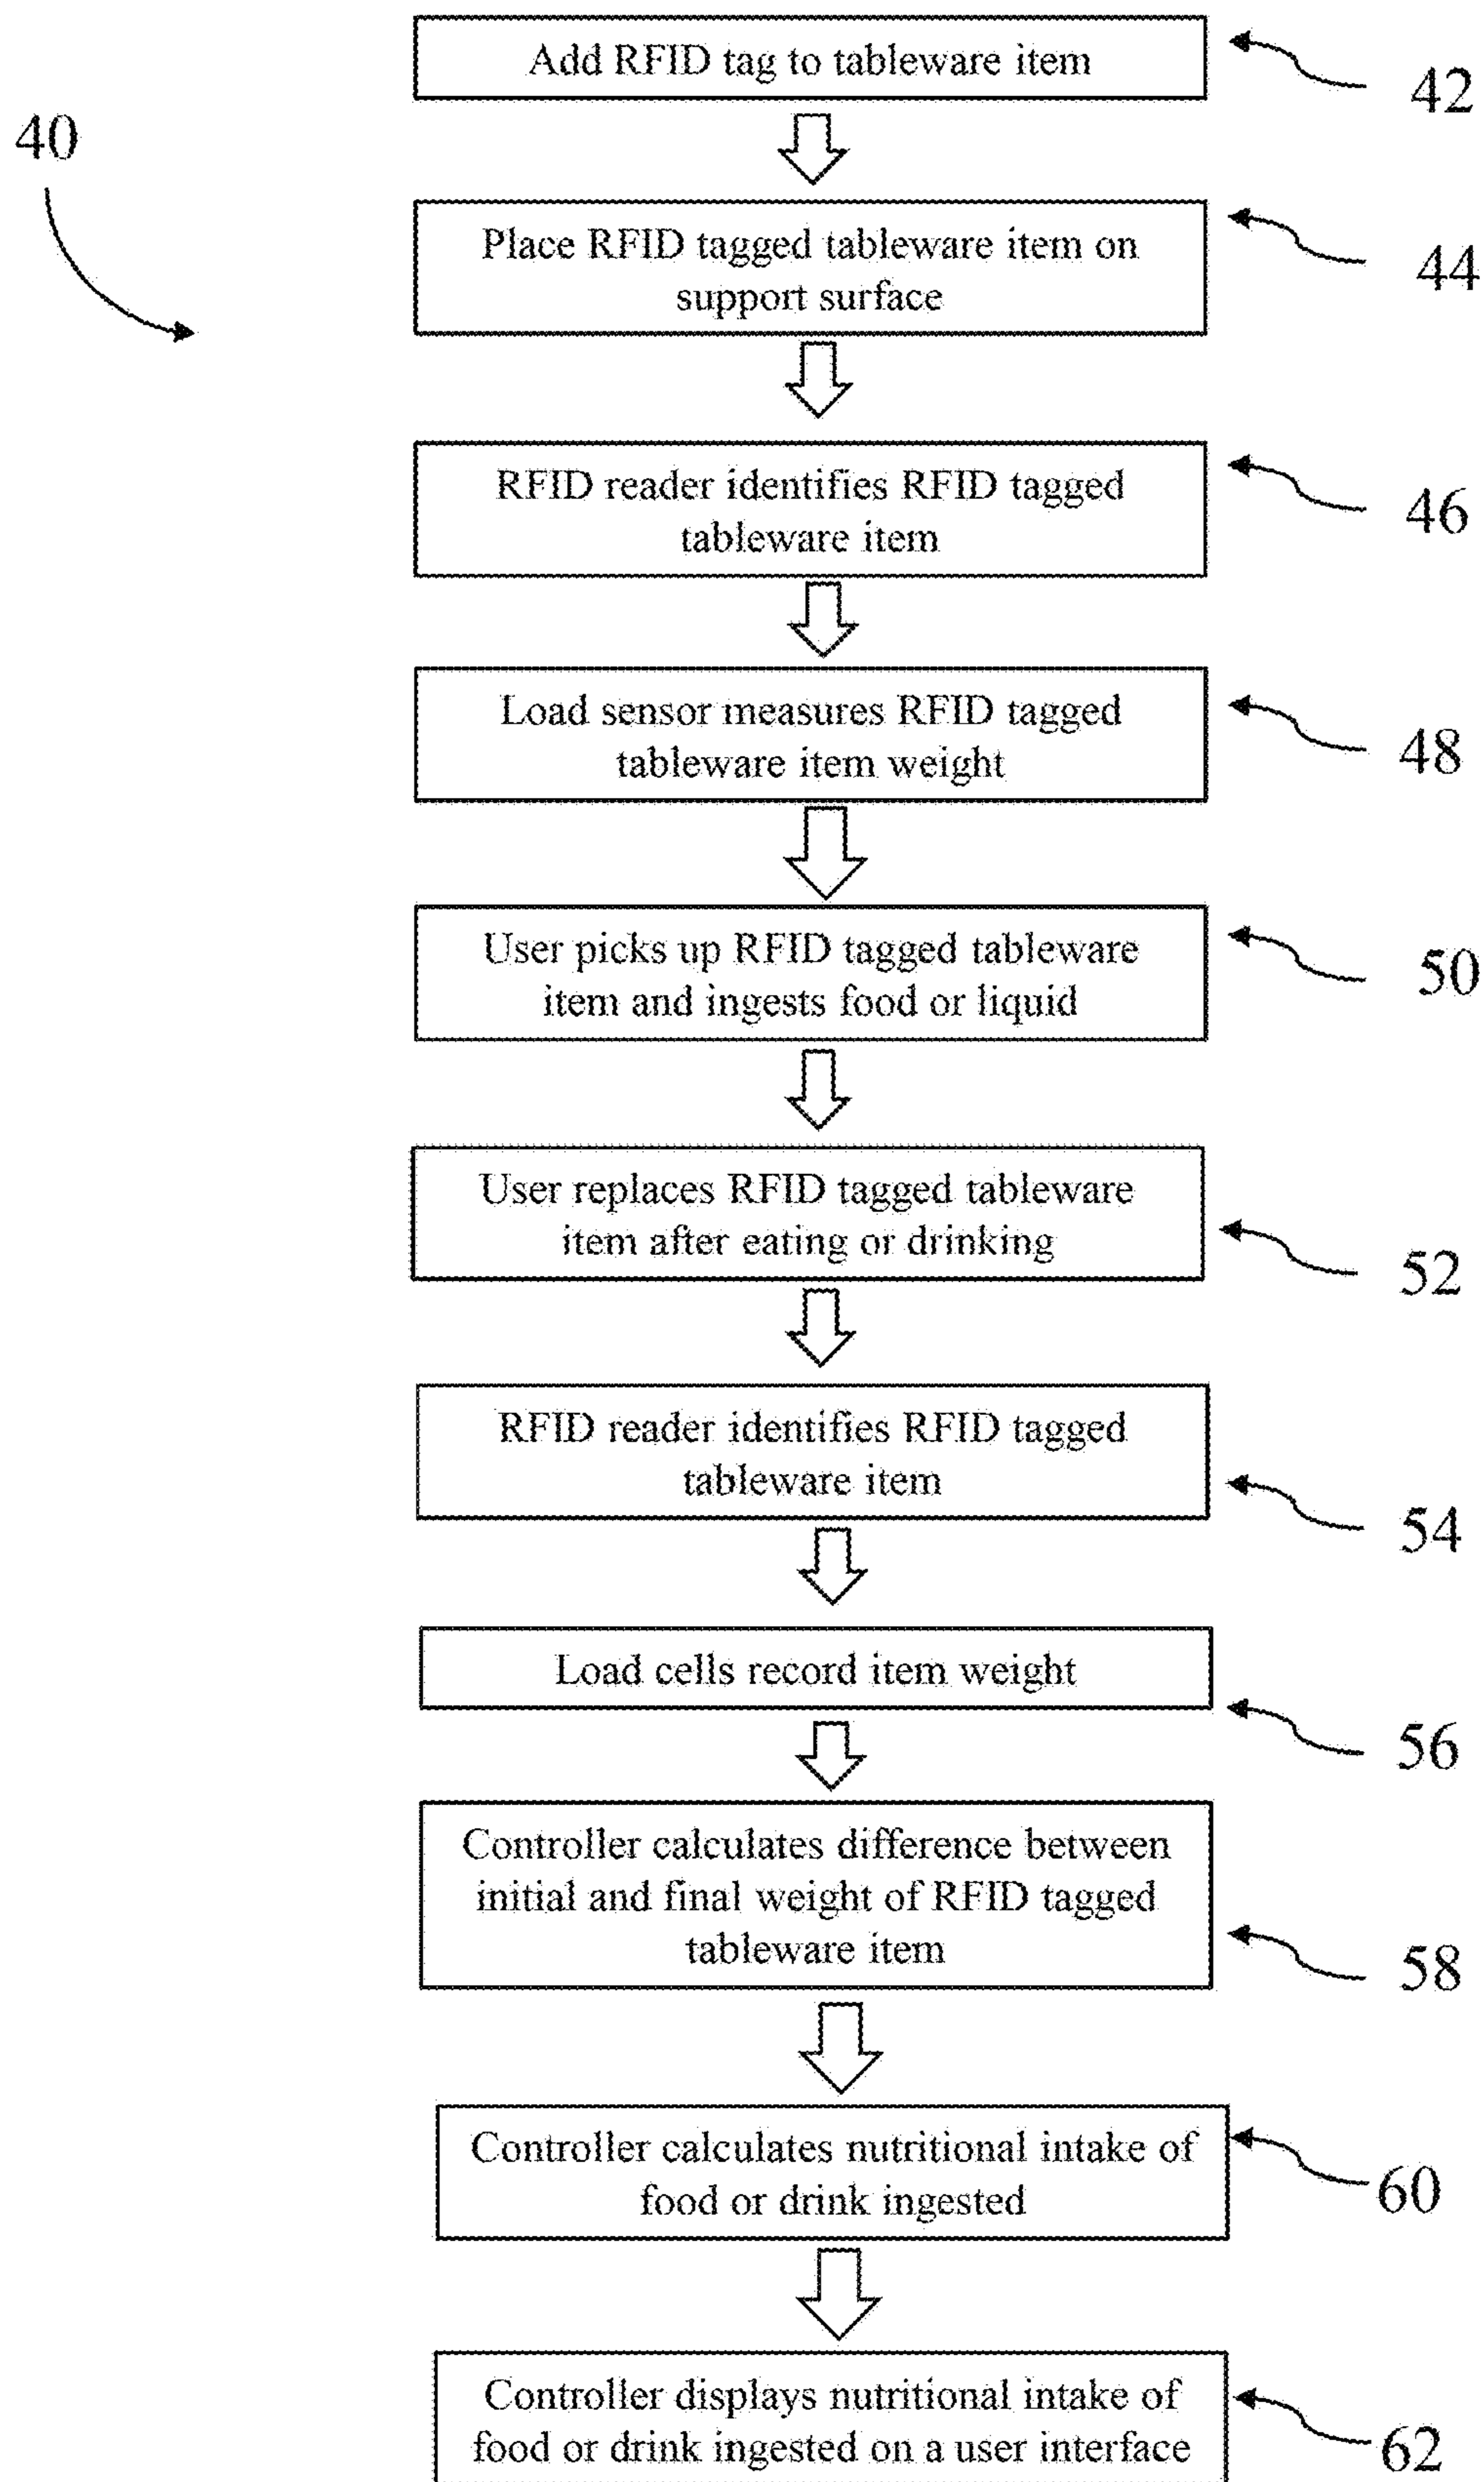 Add RFID tag to tableware item
42
40
Place RFID tagged tableware item on
support surface
44
RFID reader identifies RFID tagged
tableware item
46
Load sensor measures RFID tagged
tableware item weight
48
User picks up RFID tagged tableware
item and ingests food or liquid
50
User replaces RFID tagged tableware
item after eating or drinking
52
RFID reader identifies RFID tagged
tableware item
54
Load cells record item weight
56
Controller calculates difference between
initial and final weight of RFID tagged
tableware item
58
Controller calculates nutritional intake of
food or drink ingested
60
Controller displays nutritional intake of
food or drink ingested on a user interface
62